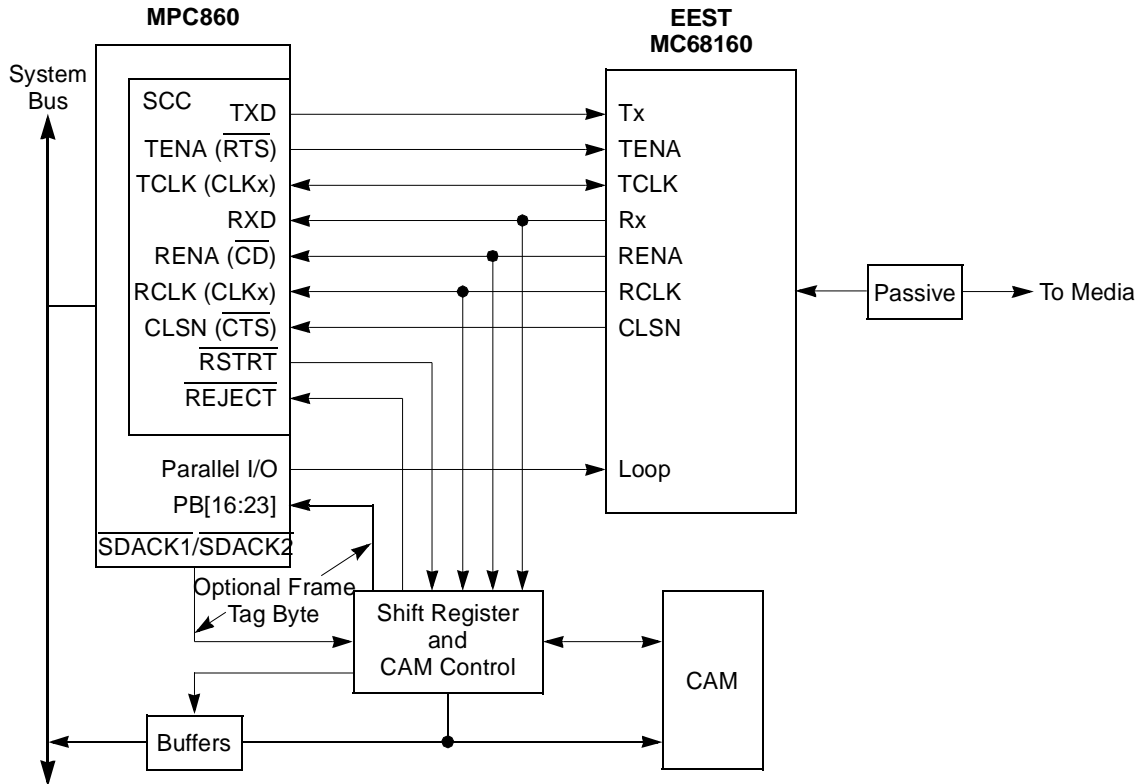 MPC860
EEST
MC68160
System
Bus
SCC
TXD
TENA (RTS)
TCLK (CLKx)
RXD
RENA (CD)
RCLK (CLKx)
CLSN (CTS)
RSTRT
REJECT
Parallel I/O
PB[16:23]
SDACK1/SDACK2
Tx
TENA
TCLK
Rx
RENA
RCLK
CLSN
Loop
Passive
To Media
Optional Frame
Tag Byte
Shift Register
and
CAM Control
CAM
Buffers